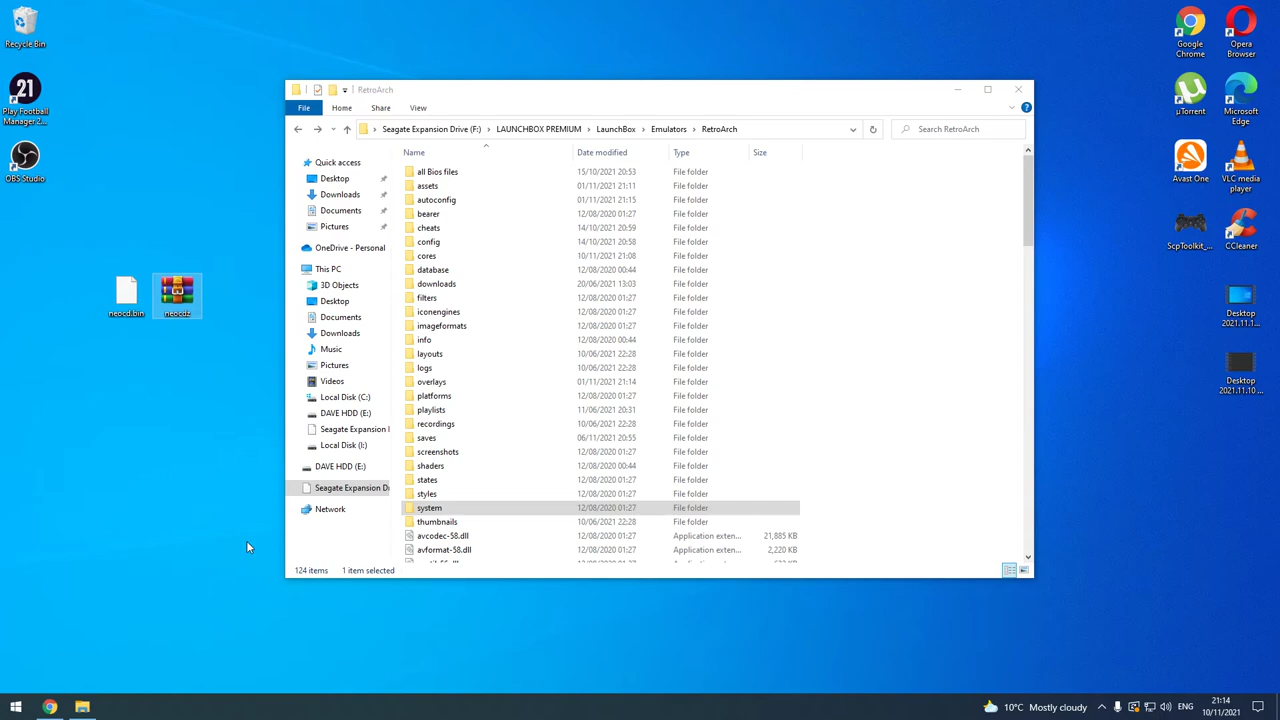 Recycle Bin
Play Football
Manager 2...
OBS Studio
neocd.bin
neocdz
RetroArch
File
Home
Share
View
Seagate Expansion Drive (F:)
LAUNCHBOX PREMIUM
LaunchBox
Emulators
RetroArch
Search RetroArch
Name
Date modified
Type
Size
Quick access
Desktop
Downloads
Documents
Pictures
OneDrive - Personal
This PC
3D Objects
Desktop
Documents
Downloads
Music
Pictures
Videos
Local Disk (C:)
DAVE HDD (E:)
Seagate Expansion
Local Disk (I:)
DAVE HDD (E:)
Seagate Expansion Dr
Network
all Bios files 15/10/2021 20:53 File folder
assets 01/11/2021 21:11 File folder
autoconfig 01/11/2021 21:15 File folder
bearer 12/08/2020 01:27 File folder
cheats 14/10/2021 20:59 File folder
config 14/10/2021 20:58 File folder
cores 10/11/2021 21:08 File folder
database 12/08/2020 00:44 File folder
downloads 20/06/2021 13:03 File folder
filters 12/08/2020 01:27 File folder
iconengines 12/08/2020 01:27 File folder
imageformats 12/08/2020 01:27 File folder
info 12/08/2020 00:44 File folder
layouts 10/06/2021 22:28 File folder
logs 10/06/2021 22:28 File folder
overlays 01/11/2021 21:14 File folder
platforms 12/08/2020 01:27 File folder
playlists 11/06/2021 20:31 File folder
recordings 10/06/2021 22:28 File folder
saves 06/11/2021 20:55 File folder
screenshots 12/08/2020 01:27 File folder
shaders 12/08/2020 00:44 File folder
states 12/08/2020 01:27 File folder
styles 12/08/2020 01:27 File folder
system 12/08/2020 01:27 File folder
thumbnails 10/06/2021 22:28 File folder
avcodec-58.dll 12/08/2020 01:27 Application exten... 21,885 KB
avformat-58.dll 12/08/2020 01:27 Application exten... 2,220 KB
124 items
1 item selected
Google
Chrome
Opera
Browser
µTorrent
Microsoft
Edge
Avast One
VLC media
player
ScpToolkit_...
CCleaner
Desktop
2021.11.1...
Desktop
2021.11.10 ...
10°C Mostly cloudy
ENG
21:14
10/11/2021